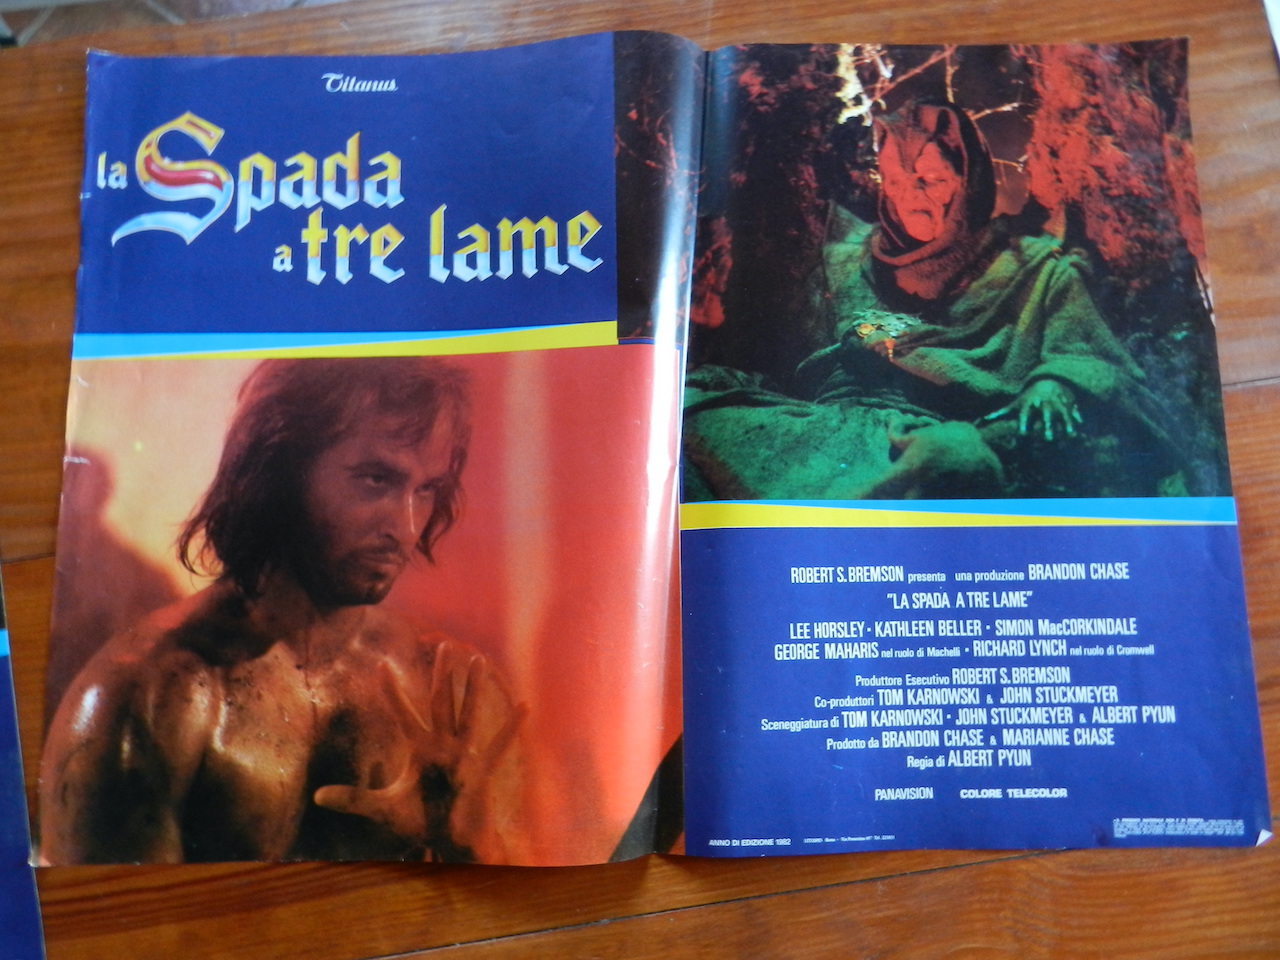 Titanus
la Spada
a tre lame
ROBERT S. BREMSON presenta una produzione BRANDON CHASE
"LA SPADA A TRE LAME"
LEE HORSLEY • KATHLEEN BELLER • SIMON MacCORKINDALE
GEORGE MAHARIS nel ruolo di Machelli • RICHARD LYNCH nel ruolo di Cromwell
Produttore Esecutivo ROBERT S. BREMSON
Co-produttori TOM KARNOWSKI & JOHN STUCKMEYER
Sceneggiatura di TOM KARNOWSKI • JOHN STUCKMEYER & ALBERT PYUN
Prodotto da BRANDON CHASE & MARIANNE CHASE
Regia di ALBERT PYUN
PANAVISION COLORE TELECOLOR
ANNO DI EDIZIONE 1982